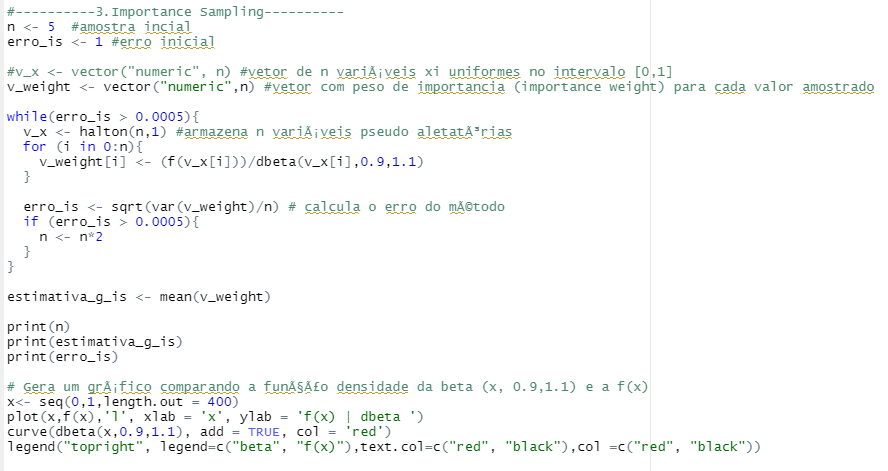 #----------3.Importance Sampling----------
n <- 5  #amostra incial
erro_is <- 1 #erro inicial
#v_x <- vector("numeric", n) #vetor de n variÃ¡veis xi uniformes no intervalo [0,1]
v_weight <- vector("numeric",n) #vetor com peso de importancia (importance weight) para cada valor amostrado
while(erro_is > 0.0005){
  v_x <- halton(n,1) #armazena n variÃ¡veis pseudo aletatÃ³rias
  for (i in 0:n){
    v_weight[i] <- (f(v_x[i]))/dbeta(v_x[i],0.9,1.1)
  }
  erro_is <- sqrt(var(v_weight)/n) # calcula o erro do mÃ©todo
  if (erro_is > 0.0005){
    n <- n*2
  }
}
estimativa_g_is <- mean(v_weight)
print(n)
print(estimativa_g_is)
print(erro_is)
# Gera um grÃ¡fico comparando a funÃ§Ã£o densidade da beta (x, 0.9,1.1) e a f(x)
x<- seq(0,1,length.out = 400)
plot(x,f(x),'l', xlab = 'x', ylab = 'f(x) | dbeta ')
curve(dbeta(x,0.9,1.1), add = TRUE, col = 'red')
legend("topright", legend=c("beta", "f(x)"),text.col=c("red", "black"),col =c("red", "black"))